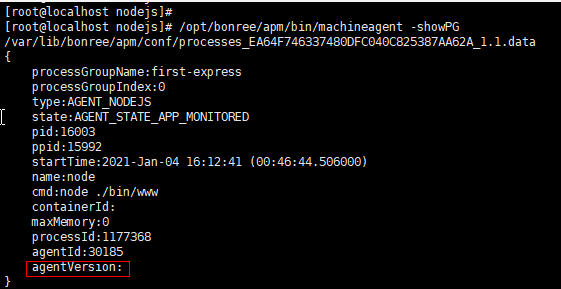 [root@localhost nodejs]#
[root@localhost nodejs]# /opt/bonree/apm/bin/machineagent -showPG
/var/lib/bonree/apm/conf/processes_EA64F746337480DFC040C825387AA62A_1.1.data
{
processGroupName:first-express
processGroupIndex:0
type:AGENT_NODEJS
state:AGENT_STATE_APP_MONITORED
pid:16003
ppid:15992
startTime:2021-Jan-04 16:12:41 (00:46:44.506000)
name:node
cmd:node ./bin/www
containerId:
maxMemory:0
processId:1177368
agentId:30185
agentVersion:
}